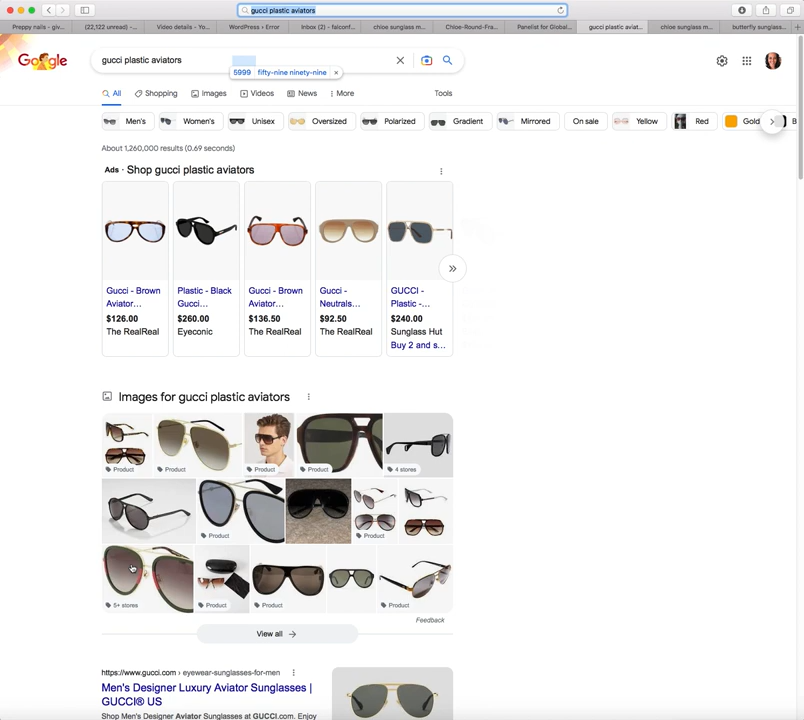 gucci plastic aviators
Preppy nails - giv...
(22,122 unread) -...
Video details - Yo...
WordPress › Error
Inbox (2) - falconf...
chloe sunglass m...
Chloe-Round-Fra...
Panelist for Global...
gucci plastic aviat...
chloe sunglass m...
butterfly sunglass...
Google
gucci plastic aviators
5999 fifty-nine ninety-nine ×
All
Shopping
Images
Videos
News
More
Tools
Men's
Women's
Unisex
Oversized
Polarized
Gradient
Mirrored
On sale
Yellow
Red
Gold
B
About 1,260,000 results (0.69 seconds)
Ads · Shop gucci plastic aviators
Gucci - Brown
Aviator...
$126.00
The RealReal
Plastic - Black
Gucci...
$260.00
Eyeconic
Gucci - Brown
Aviator...
$136.50
The RealReal
Gucci -
Neutrals...
$92.50
The RealReal
GUCCI -
Plastic -...
$240.00
Sunglass Hut
Buy 2 and s...
Images for gucci plastic aviators
Product
Product
Product
Product
4 stores
Product
Product
5+ stores
Product
Product
Product
Feedback
View all →
https://www.gucci.com › eyewear-sunglasses-for-men
Men's Designer Luxury Aviator Sunglasses |
GUCCI® US
Shop Men's Designer Aviator Sunglasses at GUCCI.com. Enjoy